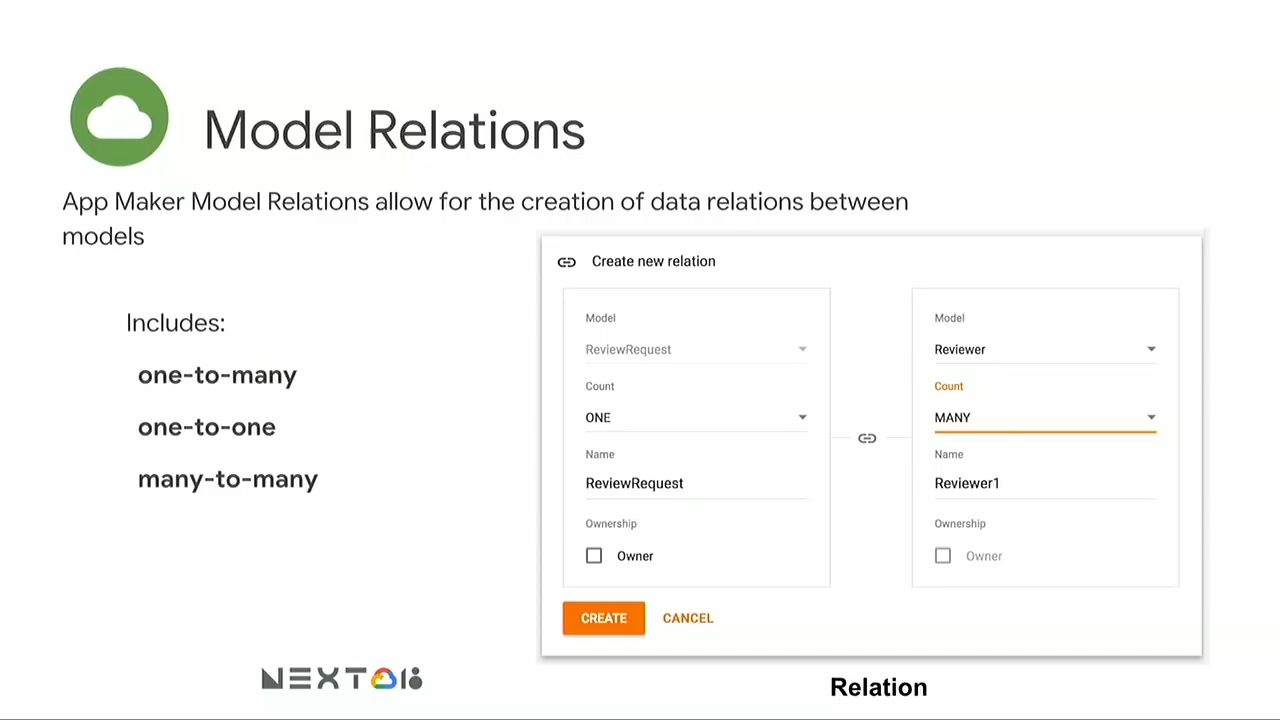 Model Relations
App Maker Model Relations allow for the creation of data relations between
models
Includes:
one-to-many
one-to-one
many-to-many
Create new relation
Model
ReviewRequest
Count
ONE
Name
ReviewRequest
Ownership
Owner
Model
Reviewer
Count
MANY
Name
Reviewer1
Ownership
Owner
CREATE CANCEL
NEXT 18
Relation